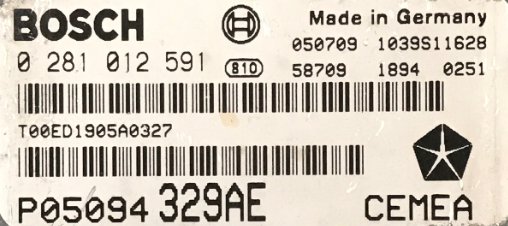 BOSCH Made in Germany
050709 1039S11628
0 281 012 591 810 58709 1894 0251
T00ED1905A0327
P05094 329AE CEMEA